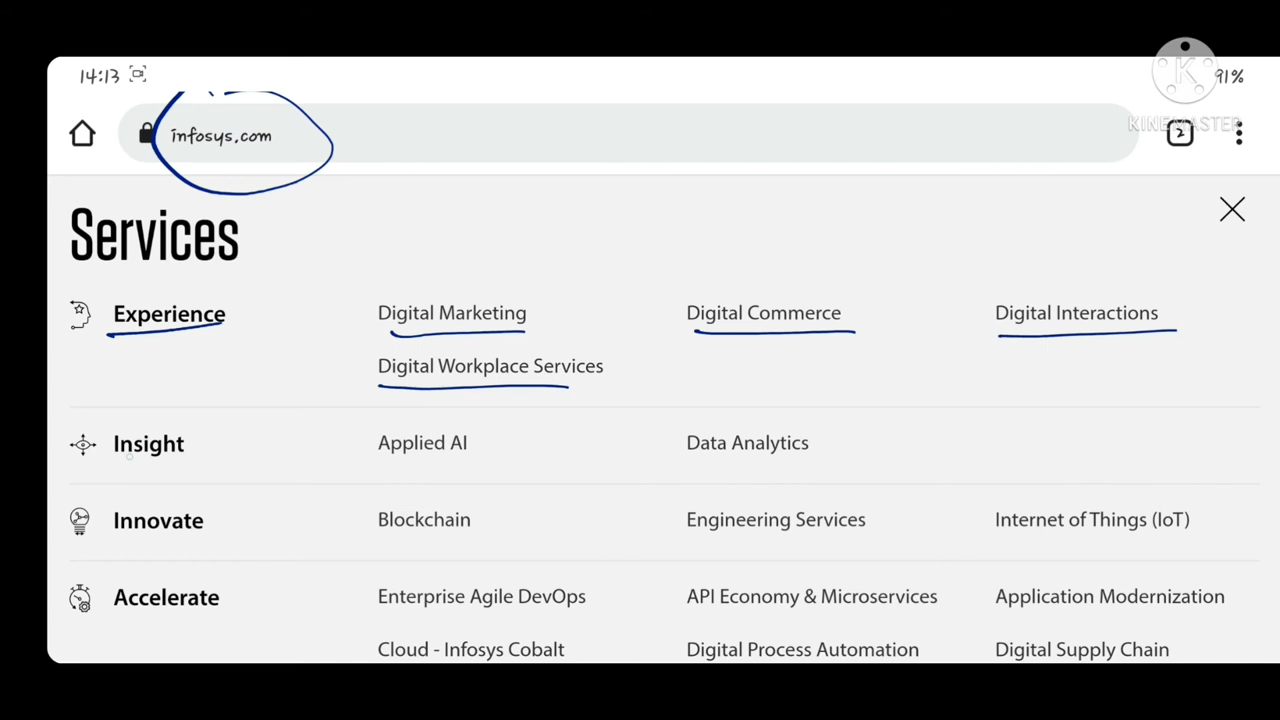 14:13 91%
K
KINEMASTER
infosys.com 2
Services
Experience Digital Marketing Digital Commerce Digital Interactions
Digital Workplace Services
Insight Applied AI Data Analytics
Innovate Blockchain Engineering Services Internet of Things (IoT)
Accelerate Enterprise Agile DevOps API Economy & Microservices Application Modernization
Cloud - Infosys Cobalt Digital Process Automation Digital Supply Chain